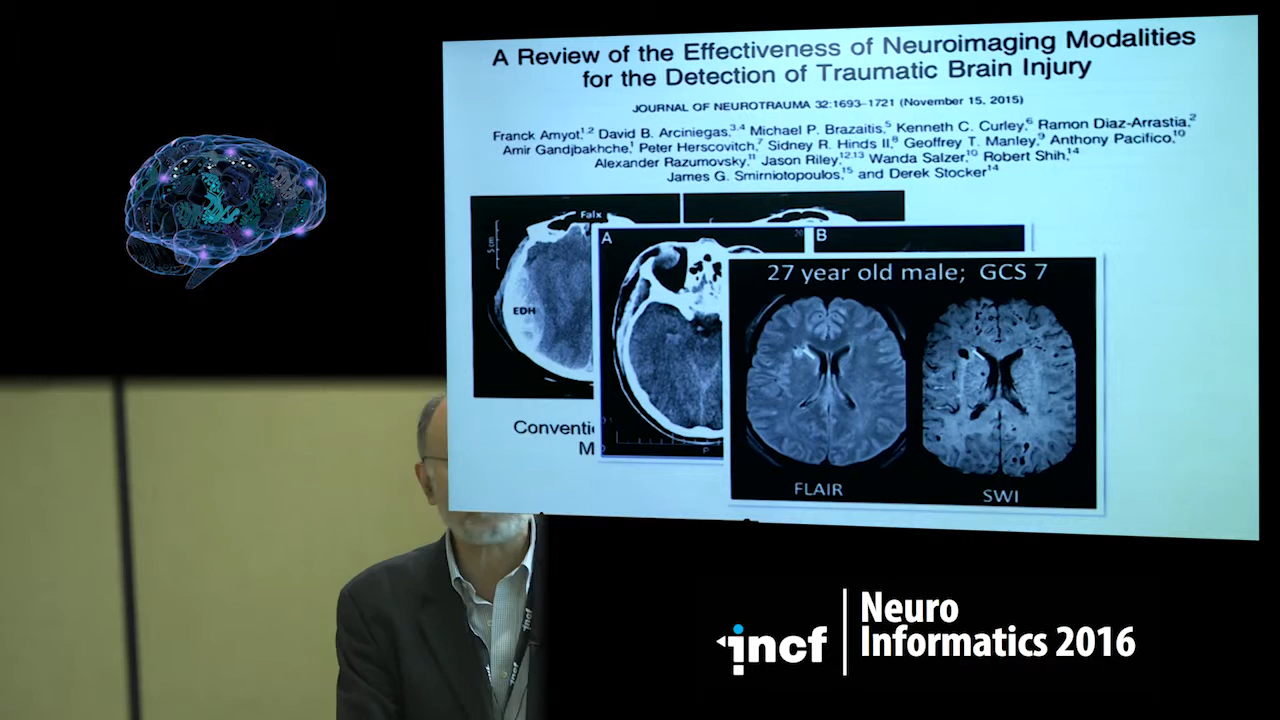 A Review of the Effectiveness of Neuroimaging Modalities
for the Detection of Traumatic Brain Injury
JOURNAL OF NEUROTRAUMA 32:1693–1721 (November 15, 2015)
Franck Amyot,1,2 David B. Arciniegas,3,4 Michael P. Brazaitis,5 Kenneth C. Curley,6 Ramon Diaz-Arrastia,2
Amir Gandjbakhche,1 Peter Herscovitch,7 Sidney R. Hinds II,8 Geoffrey T. Manley,9 Anthony Pacifico,10
Alexander Razumovsky,11 Jason Riley,12,13 Wanda Salzer,10 Robert Shih,14
James G. Smirniotopoulos,15 and Derek Stocker14
Falx
5 cm
EDH
A
B
P
27 year old male; GCS 7
FLAIR
SWI
Conventi
M
incf
incf
Neuro
Informatics 2016